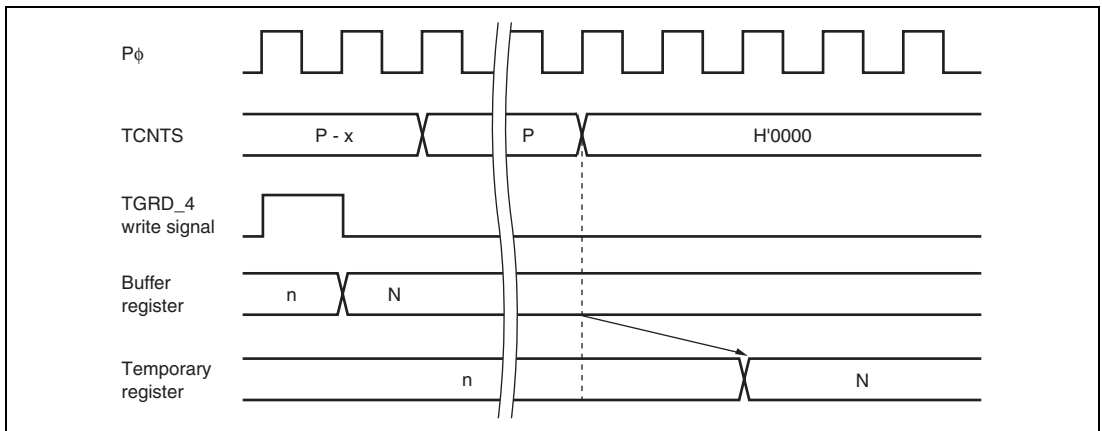 Pϕ
TCNTS
P - x
P
H'0000
TGRD_4
write signal
Buffer
register
n
N
Temporary
register
n
N